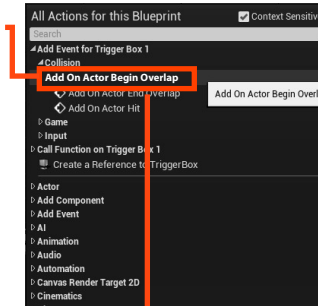 All Actions for this Blueprint
Context Sensitiv
Search
Add Event for Trigger Box 1
Collision
Add On Actor Begin Overlap
Add On Actor End Overlap
Add On Actor Begin Overl
Add On Actor Hit
Game
Input
Call Function on Trigger Box 1
Create a Reference to TriggerBox
Actor
Add Component
Add Event
AI
Animation
Audio
Automation
Canvas Render Target 2D
Cinematics